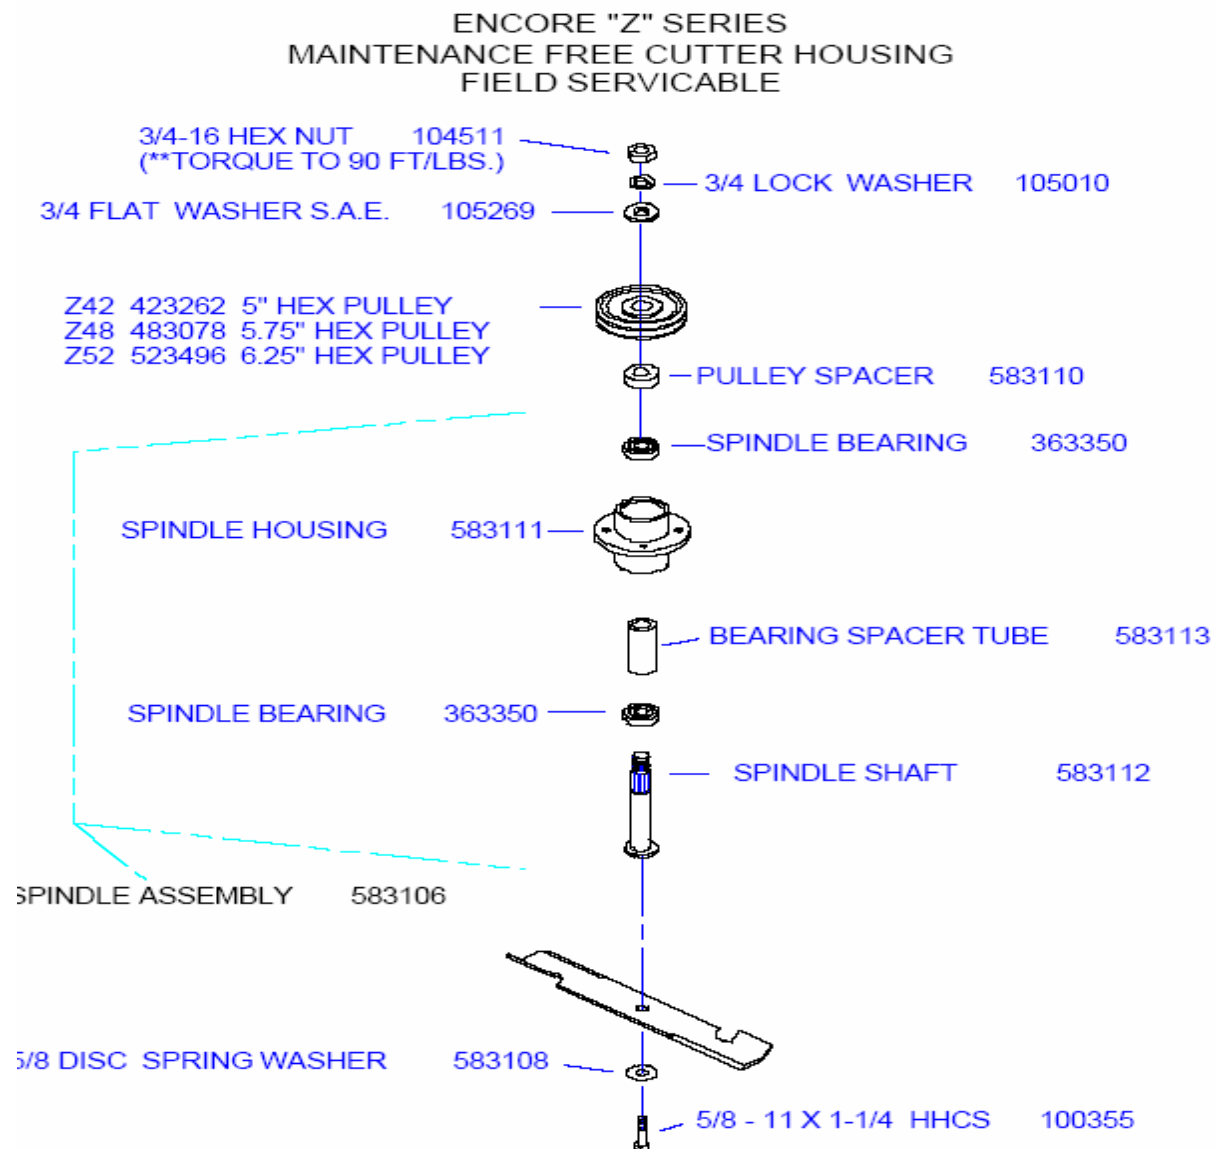 ENCORE "Z" SERIES
MAINTENANCE FREE CUTTER HOUSING
FIELD SERVICABLE
3/4-16 HEX NUT 104511
(**TORQUE TO 90 FT/LBS.)
3/4 LOCK WASHER 105010
3/4 FLAT WASHER S.A.E. 105269
Z42 423262 5" HEX PULLEY
Z48 483078 5.75" HEX PULLEY
Z52 523496 6.25" HEX PULLEY
PULLEY SPACER 583110
SPINDLE BEARING 363350
SPINDLE HOUSING 583111
BEARING SPACER TUBE 583113
SPINDLE BEARING 363350
SPINDLE SHAFT 583112
SPINDLE ASSEMBLY 583106
5/8 DISC SPRING WASHER 583108
5/8 - 11 X 1-1/4 HHCS 100355